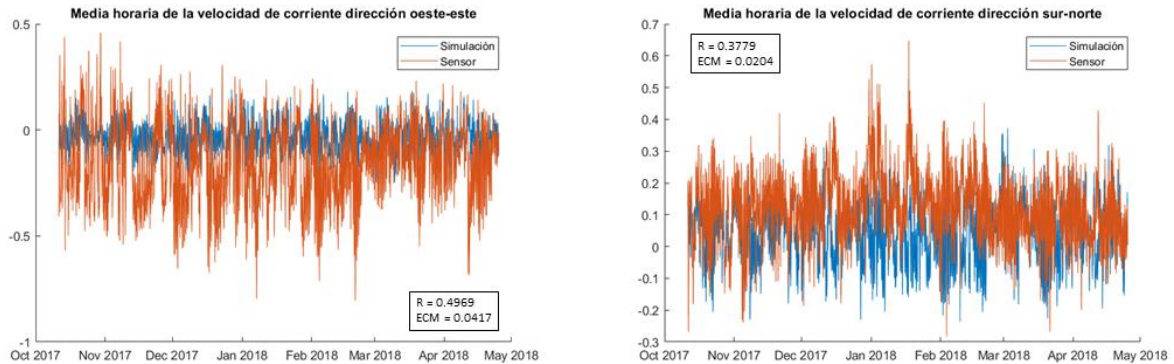 Media horaria de la velocidad de corriente dirección oeste-este
0.5
0
-0.5
-1
Simulación
Sensor
R = 0.4969
ECM = 0.0417
Oct 2017 Nov 2017 Dec 2017 Jan 2018 Feb 2018 Mar 2018 Apr 2018 May 2018
Media horaria de la velocidad de corriente dirección sur-norte
0.7
0.6
0.5
0.4
0.3
0.2
0.1
0
-0.1
-0.2
-0.3
R = 0.3779
ECM = 0.0204
Simulación
Sensor
Oct 2017 Nov 2017 Dec 2017 Jan 2018 Feb 2018 Mar 2018 Apr 2018 May 2018